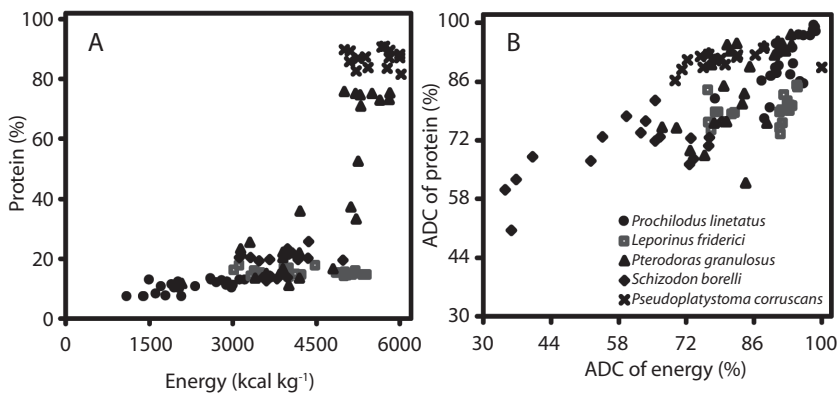 A
Protein (%)
100
80
60
40
20
0
0 1500 3000 4500 6000
Energy (kcal kg-1)
B
ADC of protein (%)
100
86
72
58
44
30
30 44 58 72 86 100
ADC of energy (%)
Prochilodus linetatus
Leporinus friderici
Pterodoras granulosus
Schizodon borelli
Pseudoplatystoma corruscans